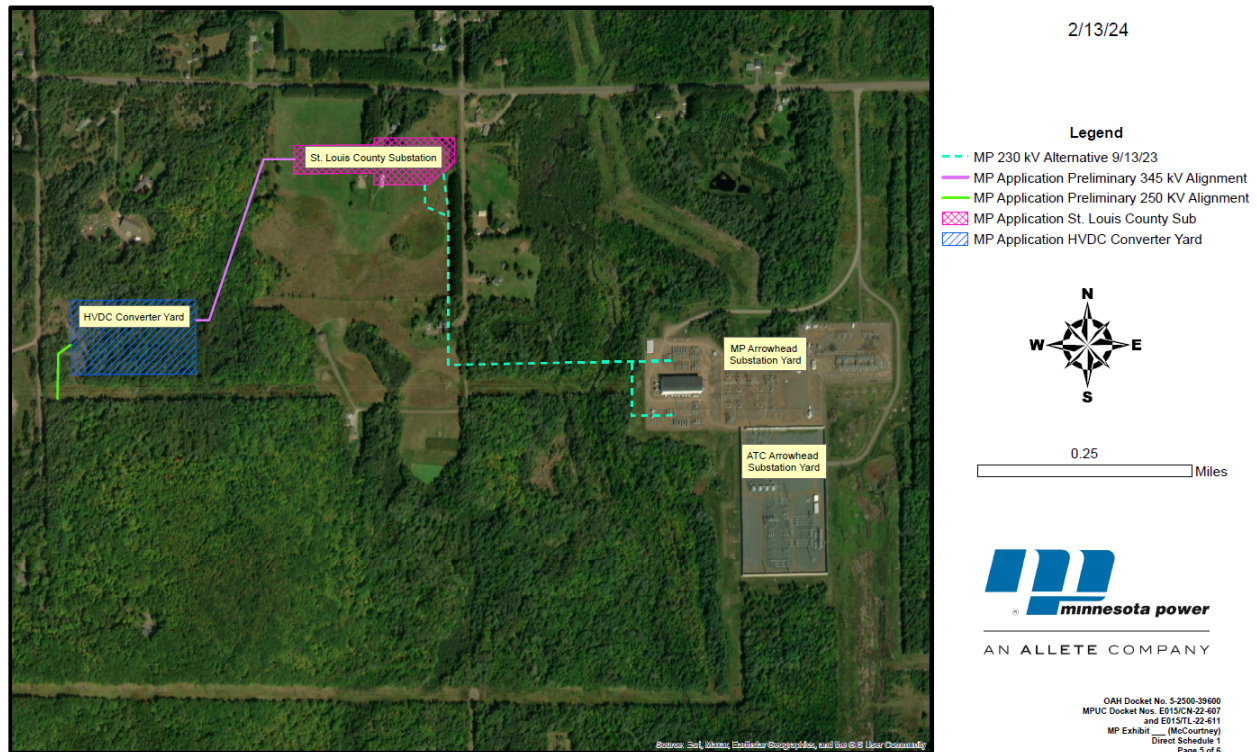 2/13/24
Legend
MP 230 kV Alternative 9/13/23
MP Application Preliminary 345 kV Alignment
MP Application Preliminary 250 KV Alignment
MP Application St. Louis County Sub
MP Application HVDC Converter Yard
St. Louis County Substation
HVDC Converter Yard
MP Arrowhead
Substation Yard
ATC Arrowhead
Substation Yard
N
W
E
S
0.25
Miles
®
minnesota power
AN ALLETE COMPANY
Source: Esri, Maxar, Earthstar Geographics, and the GIS User Community
OAH Docket No. 5-2500-39600
MPUC Docket Nos. E015/CN-22-607
and E015/TL-22-611
MP Exhibit ___ (McCourtney)
Direct Schedule 1
Page 5 of 6